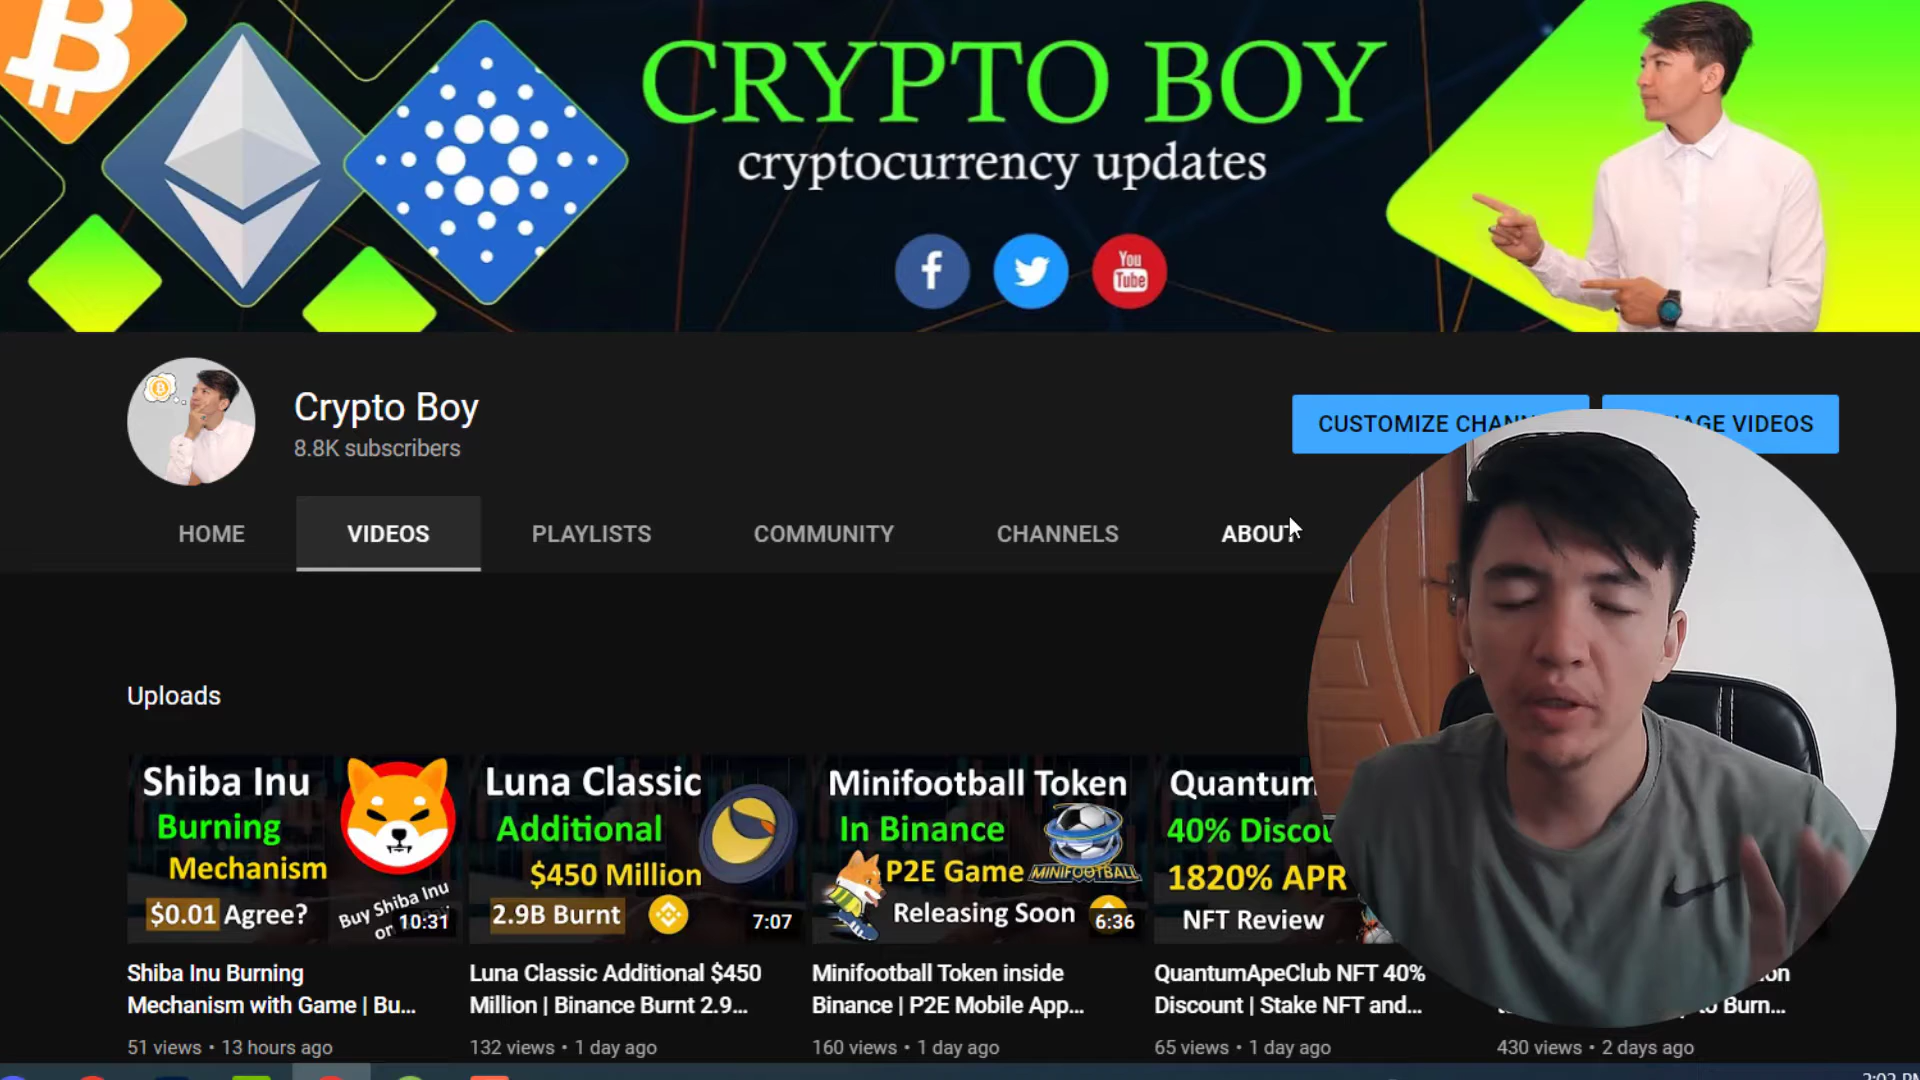 CRYPTO BOY
cryptocurrency updates
You
Tube
Crypto Boy
8.8K subscribers
CUSTOMIZE
VIDEOS
HOME
VIDEOS
PLAYLISTS
COMMUNITY
CHANNELS
ABOUT
Uploads
Shiba Inu
Burning
Mechanism
$0.01 Agree?
Buy Shiba Inu
or
10:31
Luna Classic
Additional
$450 Million
2.9B Burnt
7:07
Minifootball Token
In Binance
P2E Game
MINIFOOTBALL
Releasing Soon
6:36
Quantum
40%
1820% APR
NFT Review
Shiba Inu Burning
Mechanism with Game | Bu...
51 views • 13 hours ago
Luna Classic Additional $450
Million | Binance Burnt 2.9...
132 views • 1 day ago
Minifootball Token inside
Binance | P2E Mobile App...
160 views • 1 day ago
QuantumApeClub NFT 40%
Discount | Stake NFT and...
65 views • 1 day ago
Burn...
430 views • 2 days ago